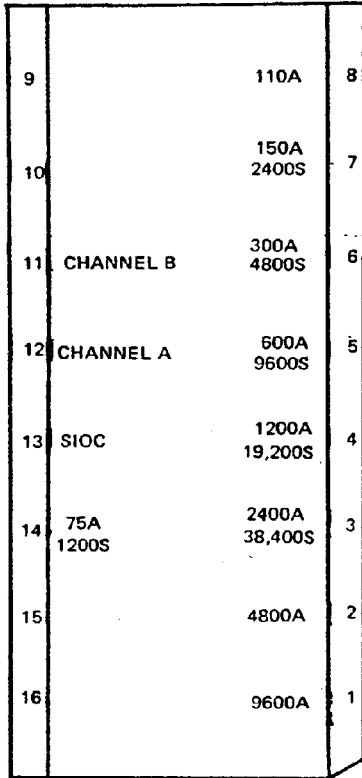 9 110A 8
150A
10 2400S 7
300A
11 CHANNEL B 4800S 6
600A
12 CHANNEL A 9600S 5
1200A
13 SIOC 19,200S 4
75A 2400A
14 1200S 38,400S 3
15 4800A 2
16 9600A 1